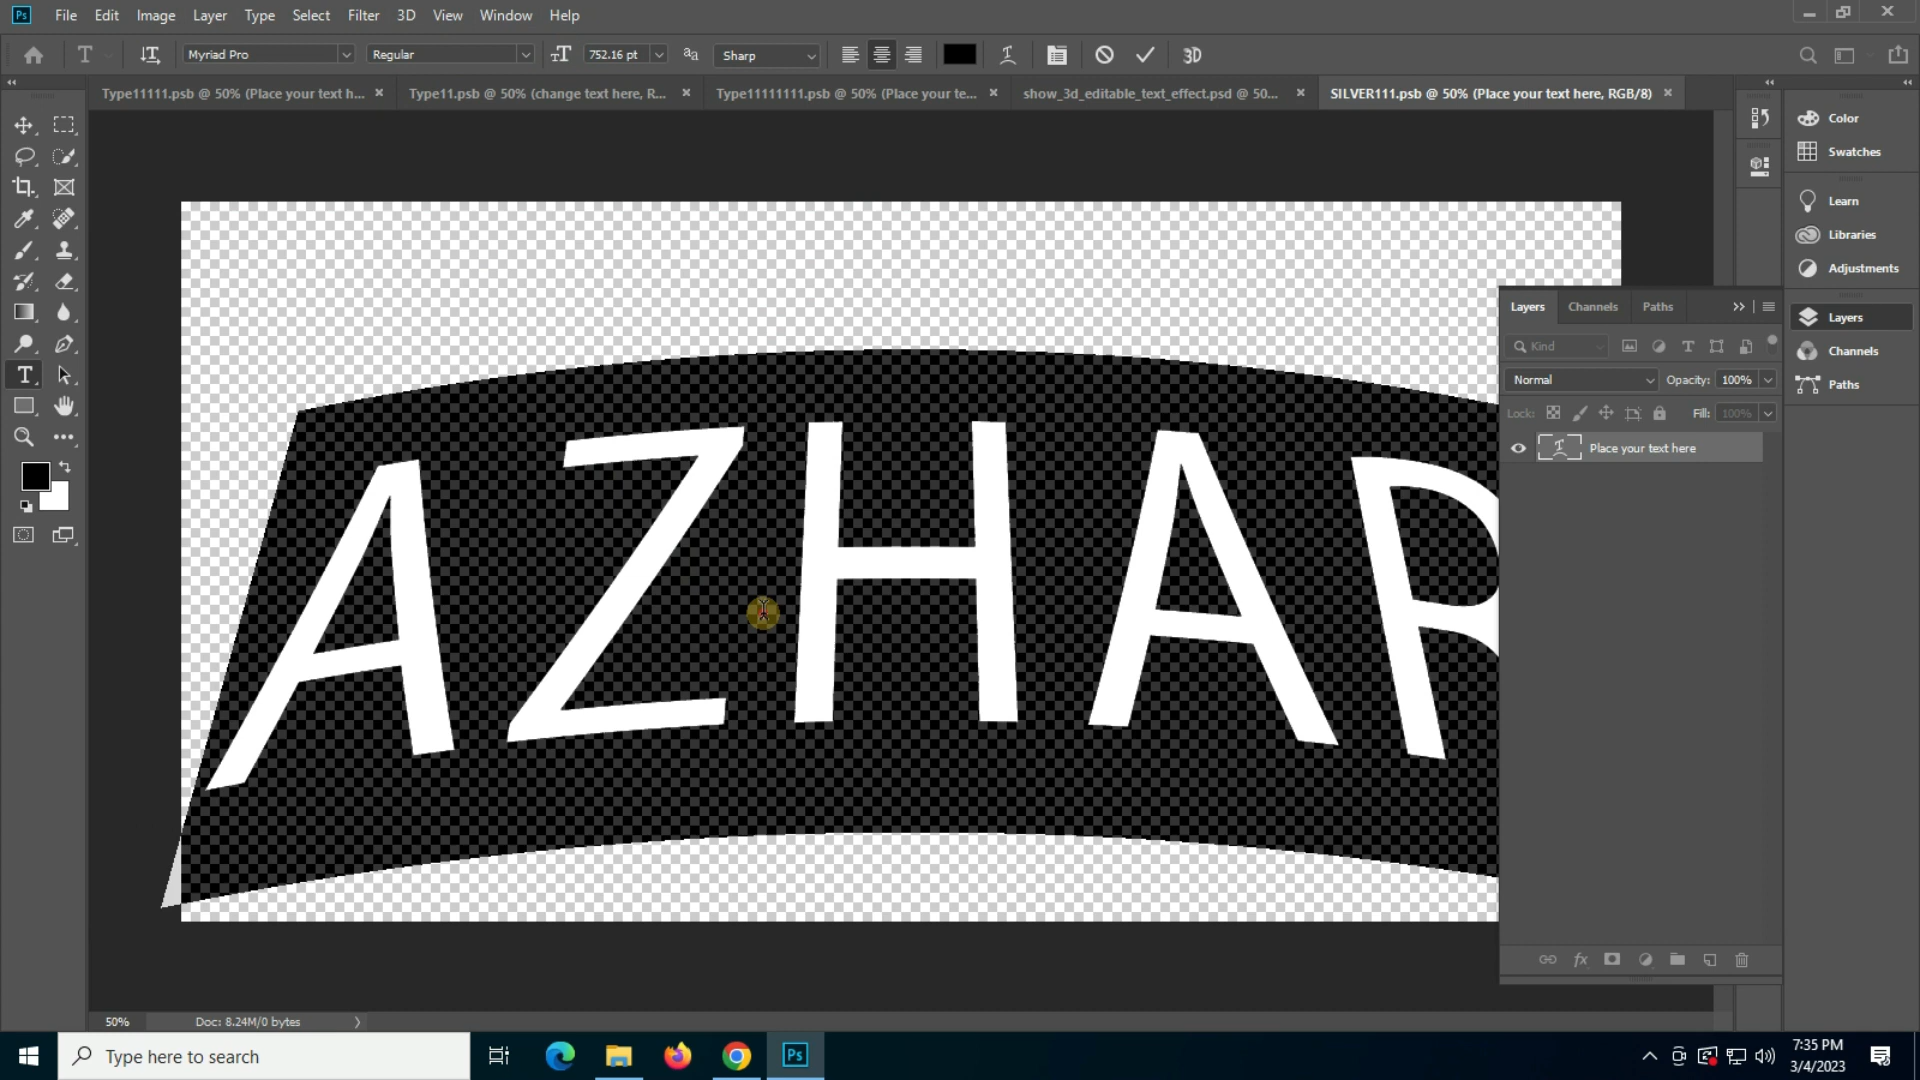 Ps File Edit Image Layer Type Select Filter 3D View Window Help
T Myriad Pro Regular 752.16 pt Sharp 3D
Type11111.psb @ 50% (Place your text h... Type11.psb @ 50% (change text here, R... Type11111111.psb @ 50% (Place your te... show_3d_editable_text_effect.psd @ 50... SILVER111.psb @ 50% (Place your text here, RGB/8)
Color
Swatches
Learn
Libraries
Adjustments
Layers
Channels
Paths
Layers Channels Paths
Kind
Normal Opacity: 100%
Lock: Fill: 100%
Place your text here
fx
AZHAR
50% Doc: 8.24M/0 bytes
Type here to search
Ps
7:35 PM
3/4/2023